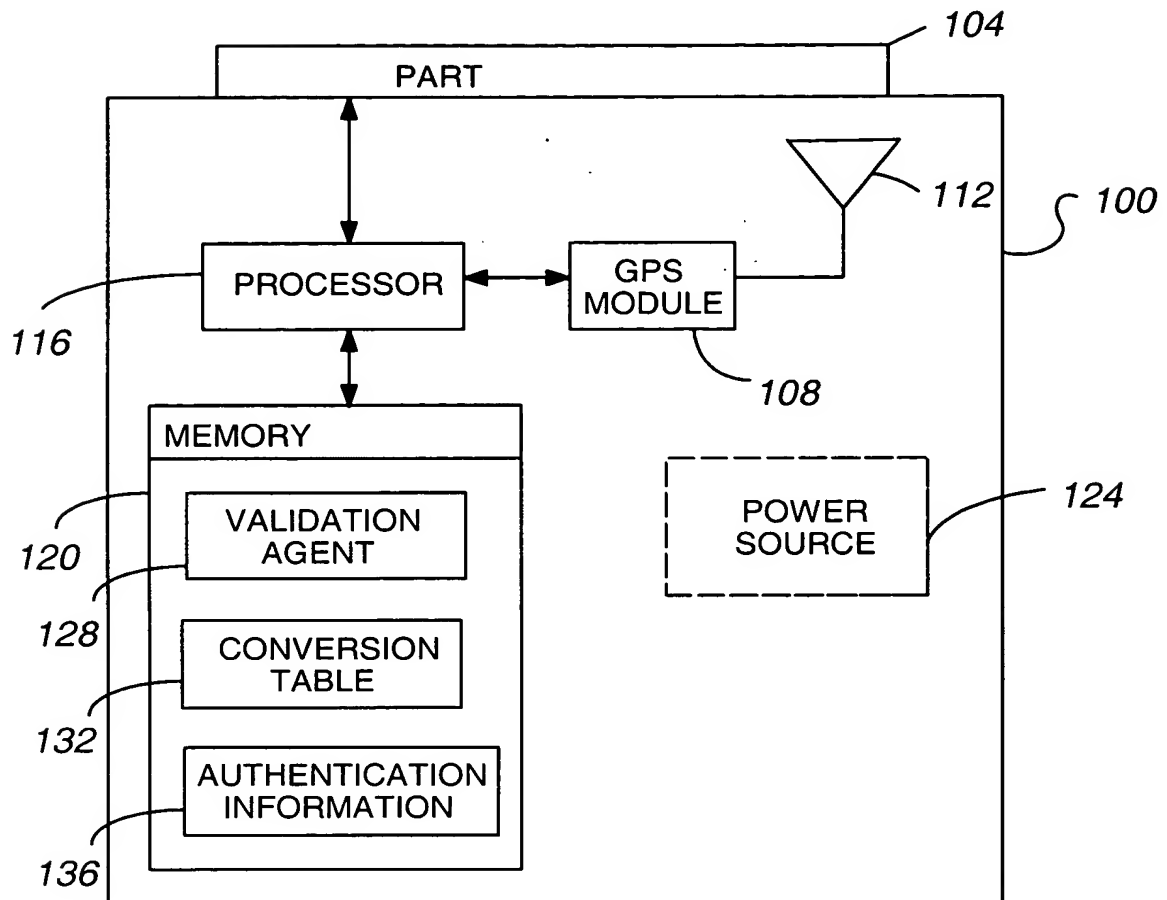 104
PART
112
100
PROCESSOR
GPS
MODULE
116
108
MEMORY
POWER
SOURCE
124
120
VALIDATION
AGENT
128
CONVERSION
TABLE
132
AUTHENTICATION
INFORMATION
136